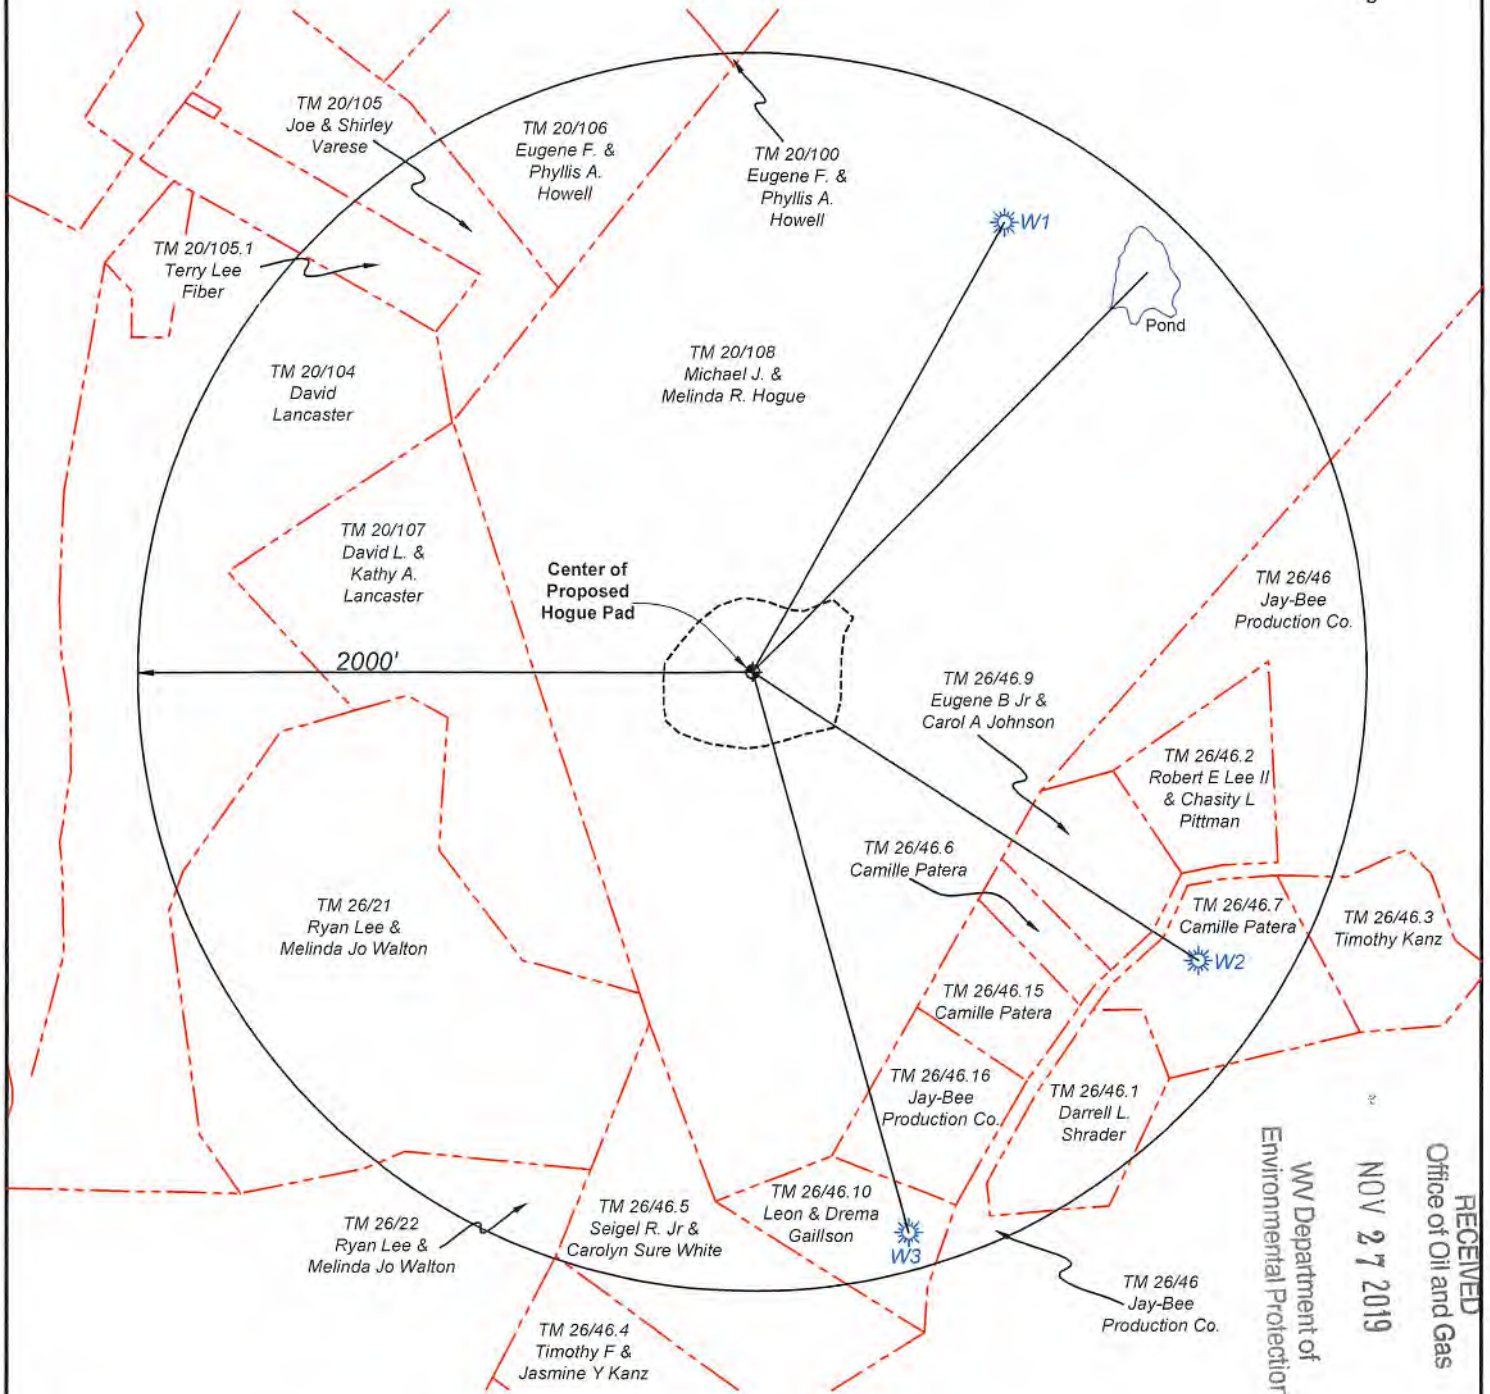 TM 20/105
Joe & Shirley
Varese
TM 20/106
Eugene F. &
Phyllis A.
Howell
TM 20/100
Eugene F. &
Phyllis A.
Howell
W1
TM 20/105.1
Terry Lee
Fiber
Pond
TM 20/104
David
Lancaster
TM 20/108
Michael J. &
Melinda R. Hogue
TM 20/107
David L. &
Kathy A.
Lancaster
Center of
Proposed
Hogue Pad
TM 26/46
Jay-Bee
Production Co.
2000'
TM 26/46.9
Eugene B Jr &
Carol A Johnson
TM 26/46.2
Robert E Lee II
& Chasity L
Pittman
TM 26/46.6
Camille Patera
TM 26/21
Ryan Lee &
Melinda Jo Walton
TM 26/46.7
Camille Patera
TM 26/46.3
Timothy Kanz
W2
TM 26/46.15
Camille Patera
TM 26/46.16
Jay-Bee
Production Co.
TM 26/46.1
Darrell L.
Shrader
TM 26/46.10
Leon & Drema
Gaillson
TM 26/46.5
Seigel R. Jr &
Carolyn Sure White
TM 26/22
Ryan Lee &
Melinda Jo Walton
W3
TM 26/46
Jay-Bee
Production Co.
TM 26/46.4
Timothy F &
Jasmine Y Kanz
RECEIVED
Office of Oil and Gas
NOV 27 2019
WV Department of
Environmental Protection